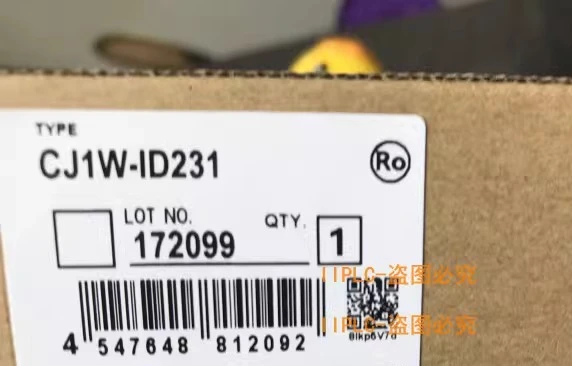 TYPE
CJ1W-ID231
Ro
LOT NO. 172099
QTY. 1
IIPLC-盗图必究
IIPLC-盗图必究
4 547648 812092